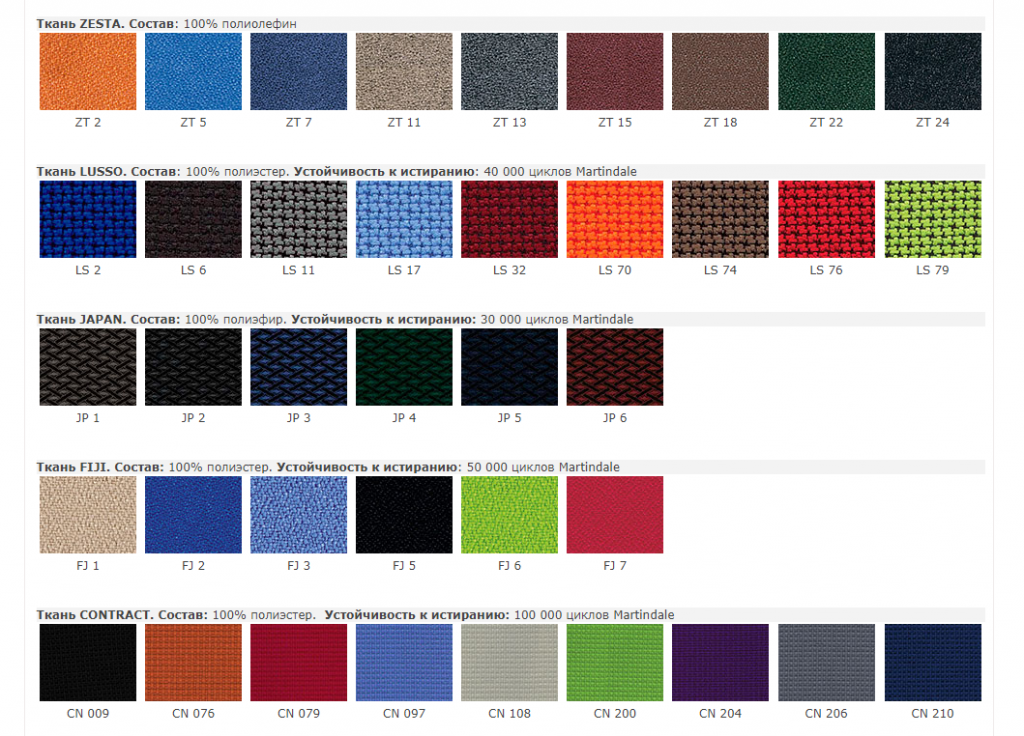 Ткань ZESTA. Состав: 100% полиолефин
ZT 2 ZT 5 ZT 7 ZT 11 ZT 13 ZT 15 ZT 18 ZT 22 ZT 24
Ткань LUSSO. Состав: 100% полиэстер. Устойчивость к истиранию: 40 000 циклов Martindale
LS 2 LS 6 LS 11 LS 17 LS 32 LS 70 LS 74 LS 76 LS 79
Ткань JAPAN. Состав: 100% полиэфир. Устойчивость к истиранию: 30 000 циклов Martindale
JP 1 JP 2 JP 3 JP 4 JP 5 JP 6
Ткань FIJI. Состав: 100% полиэстер. Устойчивость к истиранию: 50 000 циклов Martindale
FJ 1 FJ 2 FJ 3 FJ 5 FJ 6 FJ 7
Ткань CONTRACT. Состав: 100% полиэстер. Устойчивость к истиранию: 100 000 циклов Martindale
CN 009 CN 076 CN 079 CN 097 CN 108 CN 200 CN 204 CN 206 CN 210